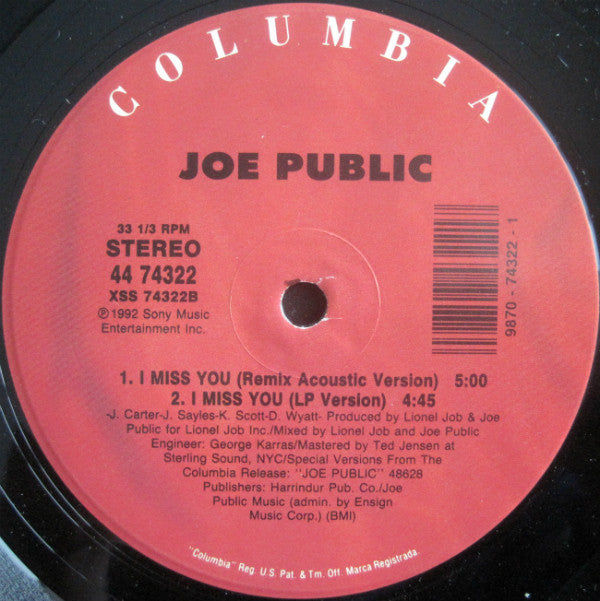 COLUMBIA
JOE PUBLIC
33 1/3 RPM
STEREO
44 74322
XSS 74322B
℗ 1992 Sony Music
Entertainment Inc.
9870 - 74322 - 1
1. I MISS YOU (Remix Acoustic Version) 5:00
2. I MISS YOU (LP Version) 4:45
-J. Carter-J. Sayles-K. Scott-D. Wyatt- Produced by Lionel Job & Joe
Public for Lionel Job Inc./Mixed by Lionel Job and Joe Public
Engineer: George Karras/Mastered by Ted Jensen at
Sterling Sound, NYC/Special Versions From The
Columbia Release: "JOE PUBLIC" 48628
Publishers: Harrindur Pub. Co./Joe
Public Music (admin. by Ensign
Music Corp.) (BMI)
"Columbia" Reg. U.S. Pat. & Tm. Off. Marca Registrada.